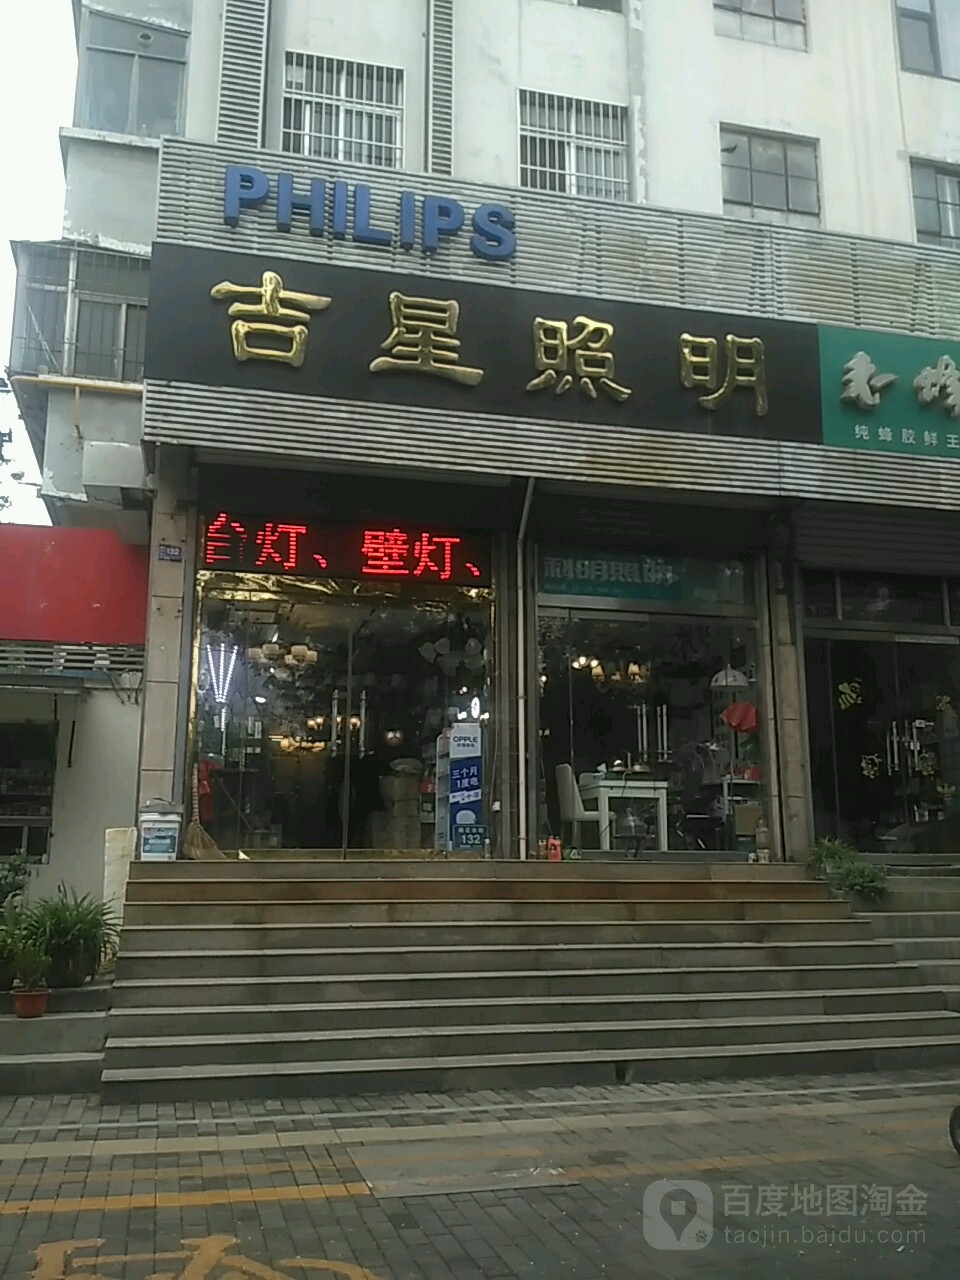 PHILIPS
吉星照明
纯蜂胶鲜王
台灯、壁灯、
132
OPPLE
三个月
1度电
132
百度地图淘金
taojin.baidu.com